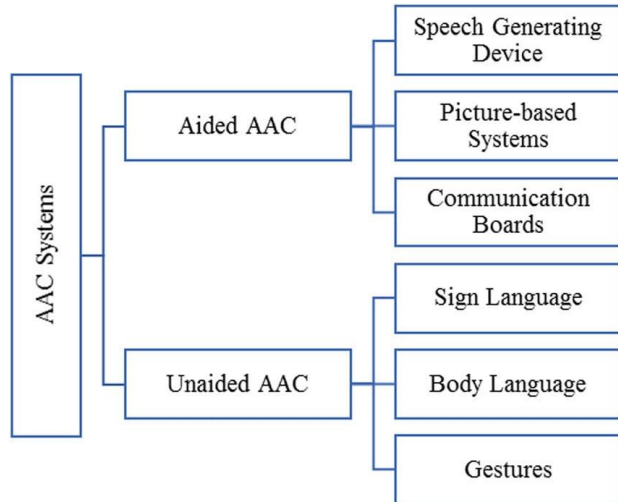 AAC Systems
Aided AAC
Speech Generating
Device
Picture-based
Systems
Communication
Boards
Unaided AAC
Sign Language
Body Language
Gestures